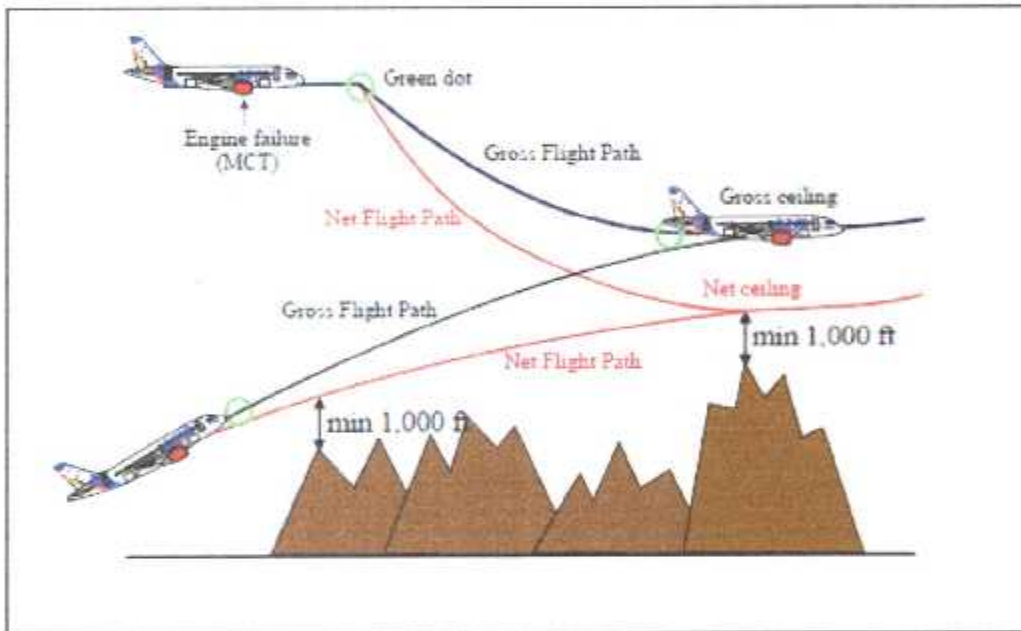 Green dot
Engine failure
(MCT)
Gross Flight Path
Gross ceiling
Net Flight Path
Net ceiling
Gross Flight Path
min 1,000 ft
Net Flight Path
min 1,000 ft